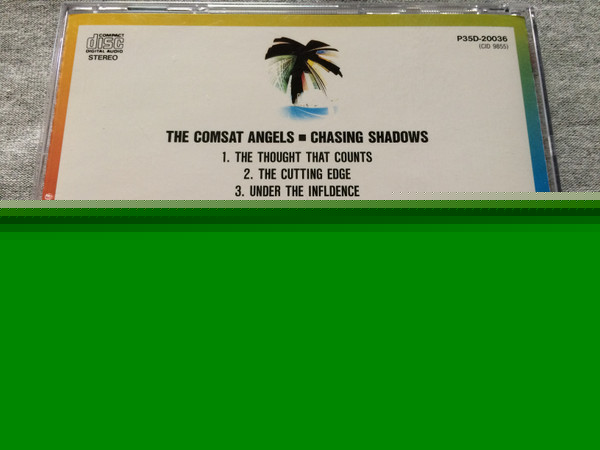 COMPACT
disc
DIGITAL AUDIO
STEREO
P35D-20036
(CID 9855)
THE COMSAT ANGELS ■ CHASING SHADOWS
1. THE THOUGHT THAT COUNTS
2. THE CUTTING EDGE
3. UNDER THE INFLDENCE